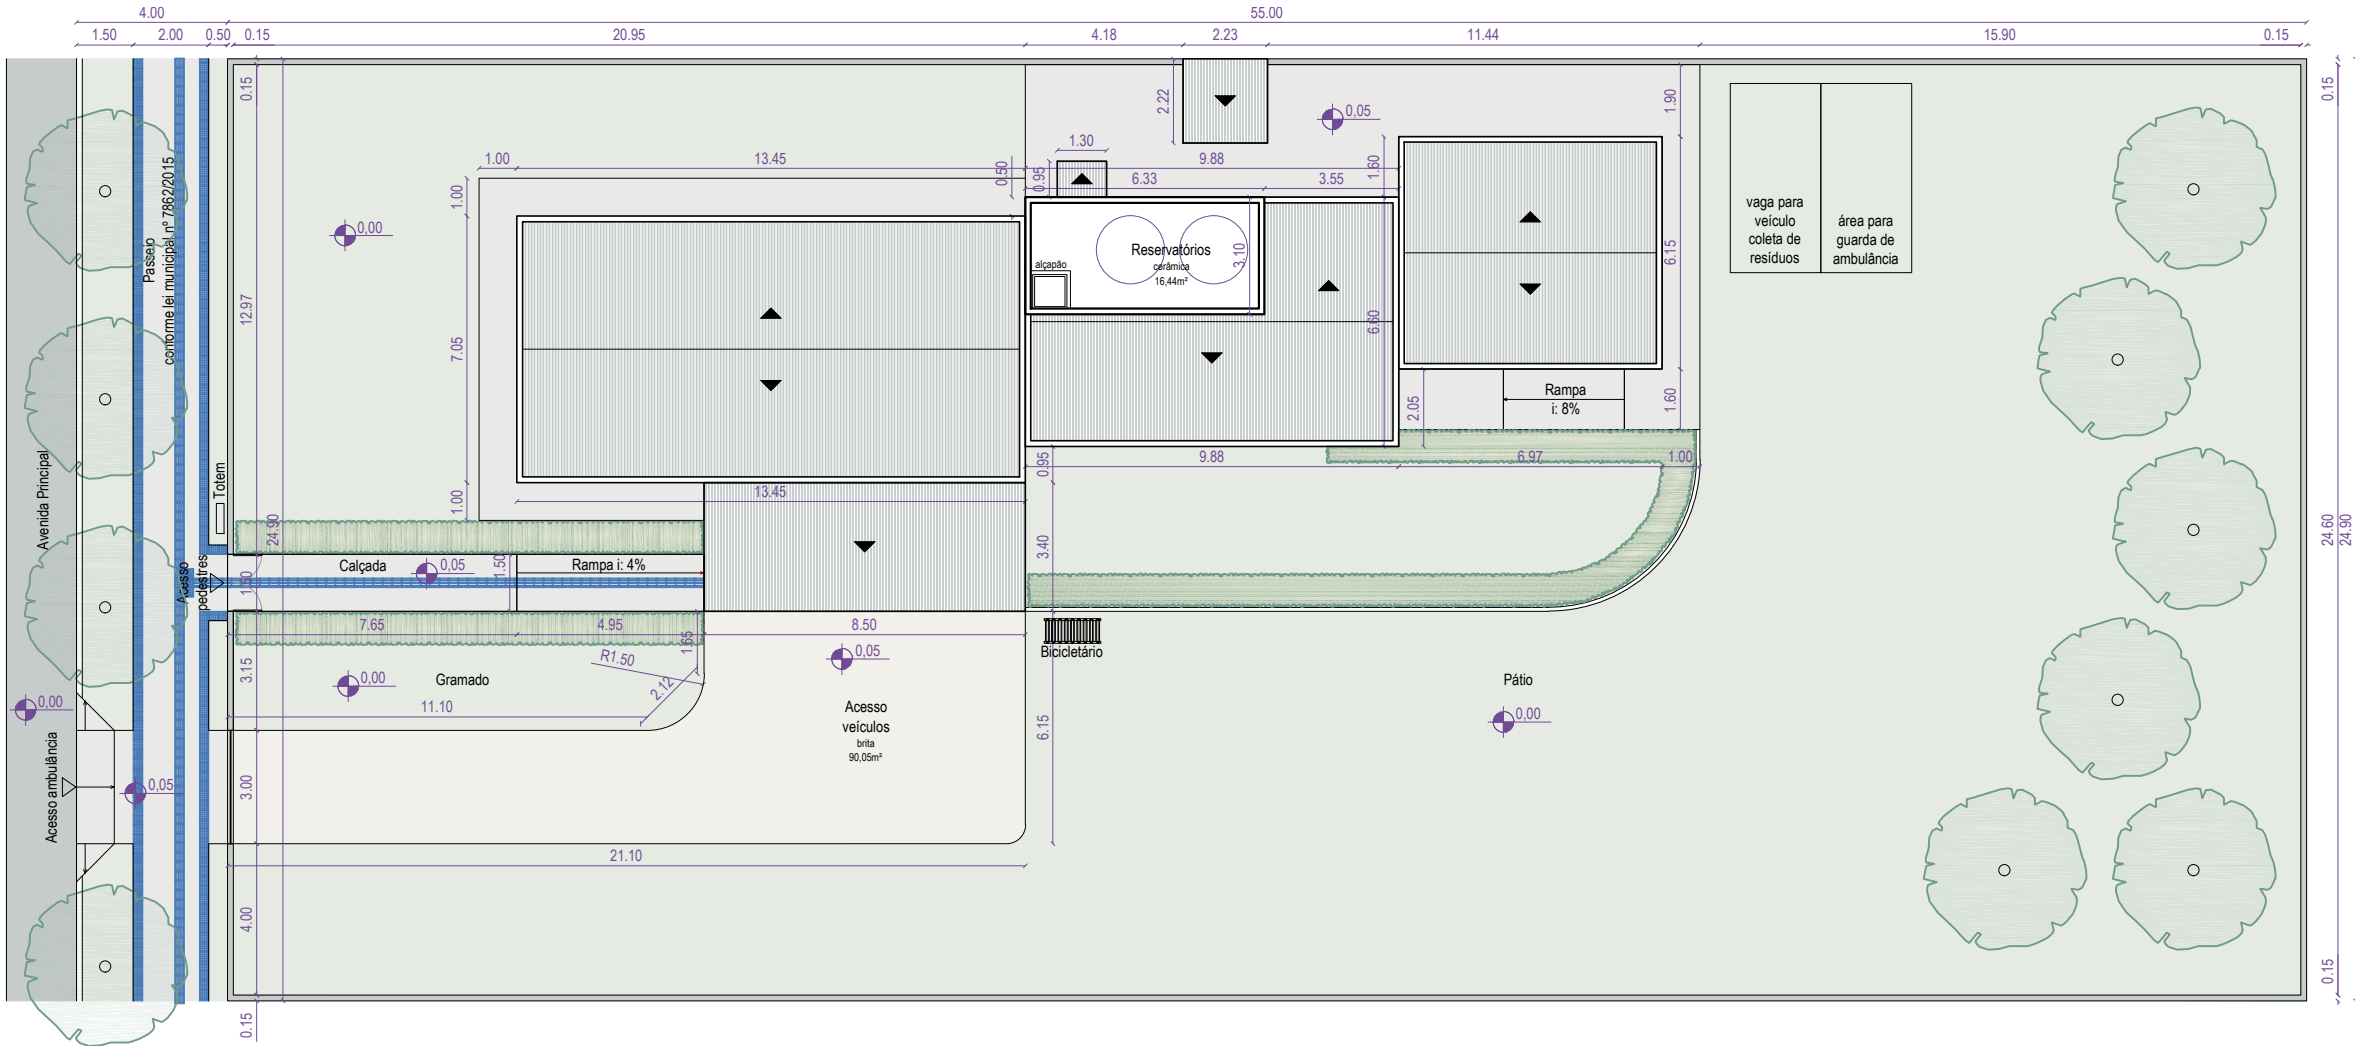 4.00
55.00
1.50
2.00
0.50
0.15
20.95
4.18
2.23
11.44
15.90
0.15
0.15
2.22
0,05
1.90
0.15
1.30
1.00
13.45
0.50
0.95
9.88
1.60
6.33
3.55
1.00
Passeio
conforme lei municipal nº 7862/2015
0,00
12.97
7.05
Reservatórios
cerâmica
16,44m²
alçapão
3.10
6.60
6.15
vaga para
veículo
coleta de
resíduos
área para
guarda de
ambulância
Rampa
i: 8%
2.05
1.60
Avenida Principal
Totem
24.90
1.00
13.45
0.95
9.88
6.97
1.00
3.40
24.60
24.90
Acesso
pedestres
1.50
Calçada
0,05
1.50
Rampa i: 4%
7.65
4.95
1.65
8.50
Bicicletário
3.15
0,00
Gramado
R1.50
2.12
11.10
0,05
Acesso
veículos
brita
90,05m²
6.15
Pátio
0,00
0,00
Acesso ambulância
0,05
3.00
21.10
4.00
0.15
0.15